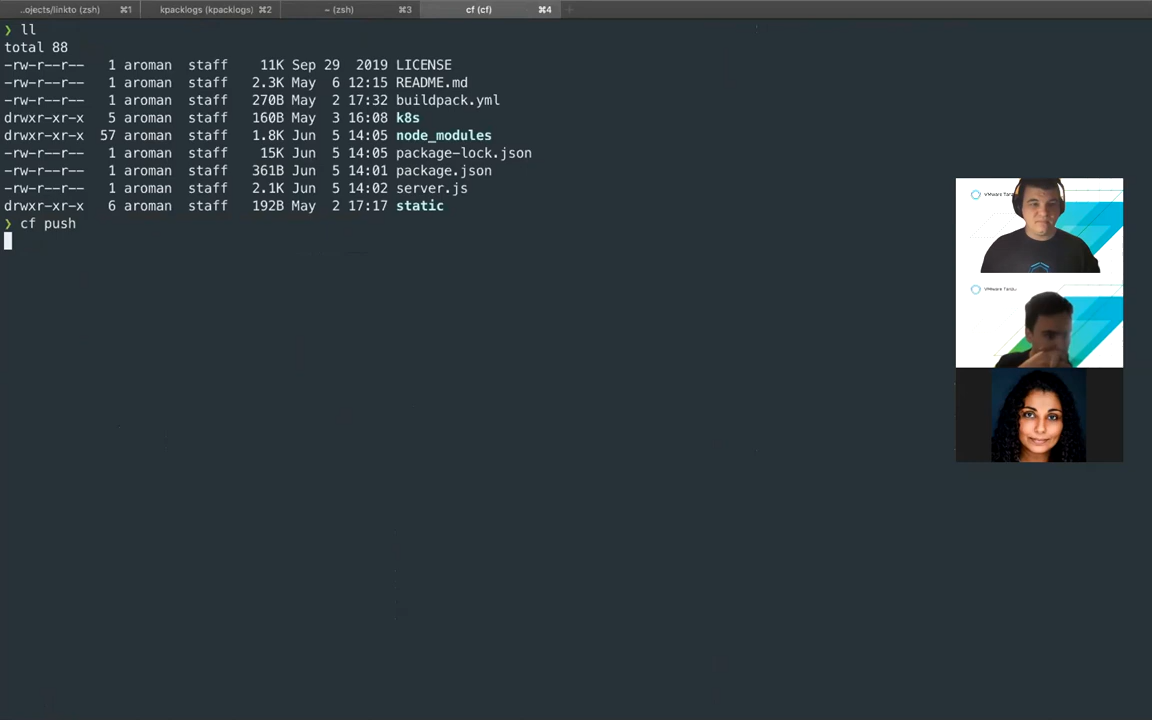 ..ojects/linkto (zsh) ⌘1 kpacklogs (kpacklogs) ⌘2 ~ (zsh) ⌘3 cf (cf) ⌘4 +
❯ ll
total 88
-rw-r--r-- 1 aroman staff 11K Sep 29 2019 LICENSE
-rw-r--r-- 1 aroman staff 2.3K May 6 12:15 README.md
-rw-r--r-- 1 aroman staff 270B May 2 17:32 buildpack.yml
drwxr-xr-x 5 aroman staff 160B May 3 16:08 k8s
drwxr-xr-x 57 aroman staff 1.8K Jun 5 14:05 node_modules
-rw-r--r-- 1 aroman staff 15K Jun 5 14:05 package-lock.json
-rw-r--r-- 1 aroman staff 361B Jun 5 14:01 package.json
-rw-r--r-- 1 aroman staff 2.1K Jun 5 14:02 server.js
drwxr-xr-x 6 aroman staff 192B May 2 17:17 static
❯ cf push
VMware
VMware Tanzu